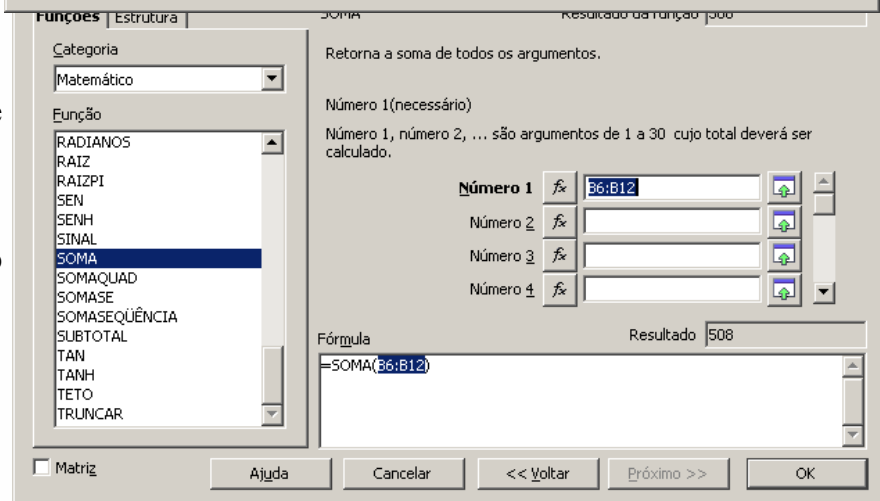 Funções Estrutura SOMA Resultado da função 508
Categoria
Retorna a soma de todos os argumentos.
Matemático
Função
Número 1(necessário)
Número 1, número 2, ... são argumentos de 1 a 30 cujo total deverá ser
calculado.
RADIANOS
RAIZ
RAIZPI
SEN
SENH
SINAL
SOMA
SOMAQUAD
SOMASE
SOMASEQÜÊNCIA
SUBTOTAL
TAN
TANH
TETO
TRUNCAR
Número 1 fx B6:B12
Número 2 fx
Número 3 fx
Número 4 fx
Fórmula Resultado 508
=SOMA(B6:B12)
Matriz Ajuda Cancelar << Voltar Próximo >> OK